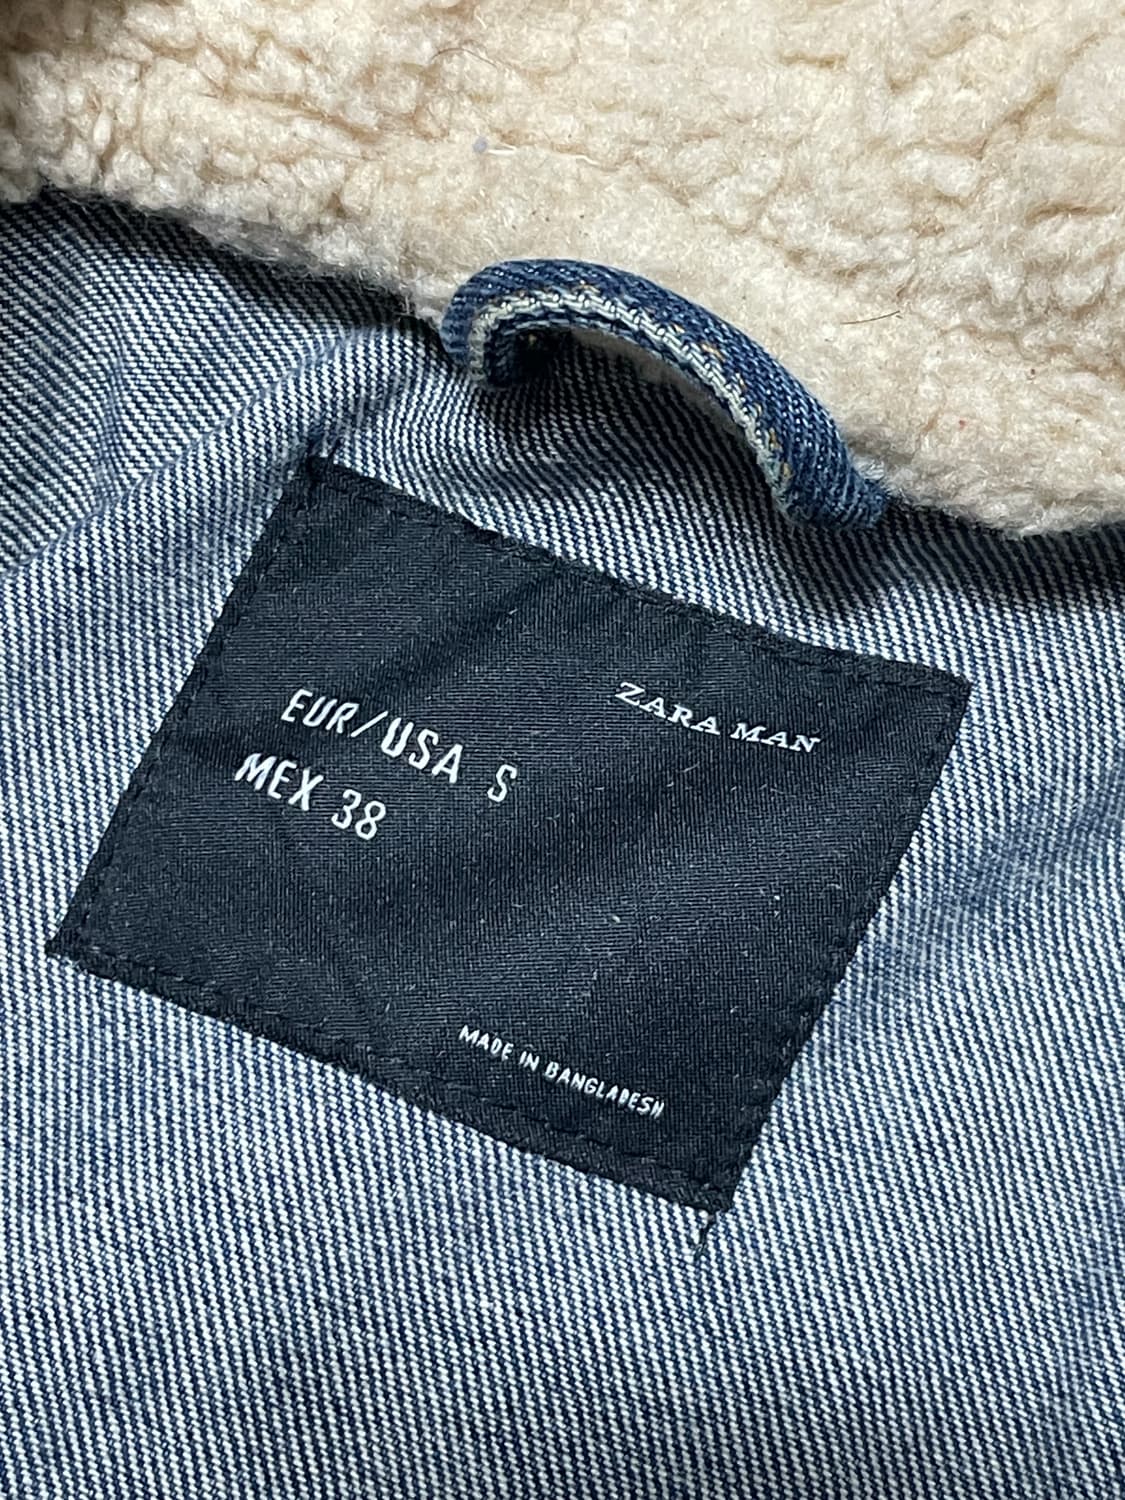 ZARA MAN
EUR/USA S
MEX 38
MADE IN BANGLADESH